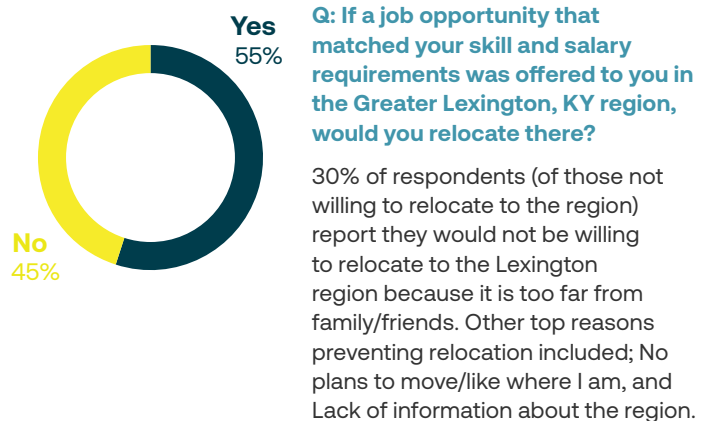 Yes
55%
No
45%
Q: If a job opportunity that
matched your skill and salary
requirements was offered to you in
the Greater Lexington, KY region,
would you relocate there?
30% of respondents (of those not
willing to relocate to the region)
report they would not be willing
to relocate to the Lexington
region because it is too far from
family/friends. Other top reasons
preventing relocation included; No
plans to move/like where I am, and
Lack of information about the region.